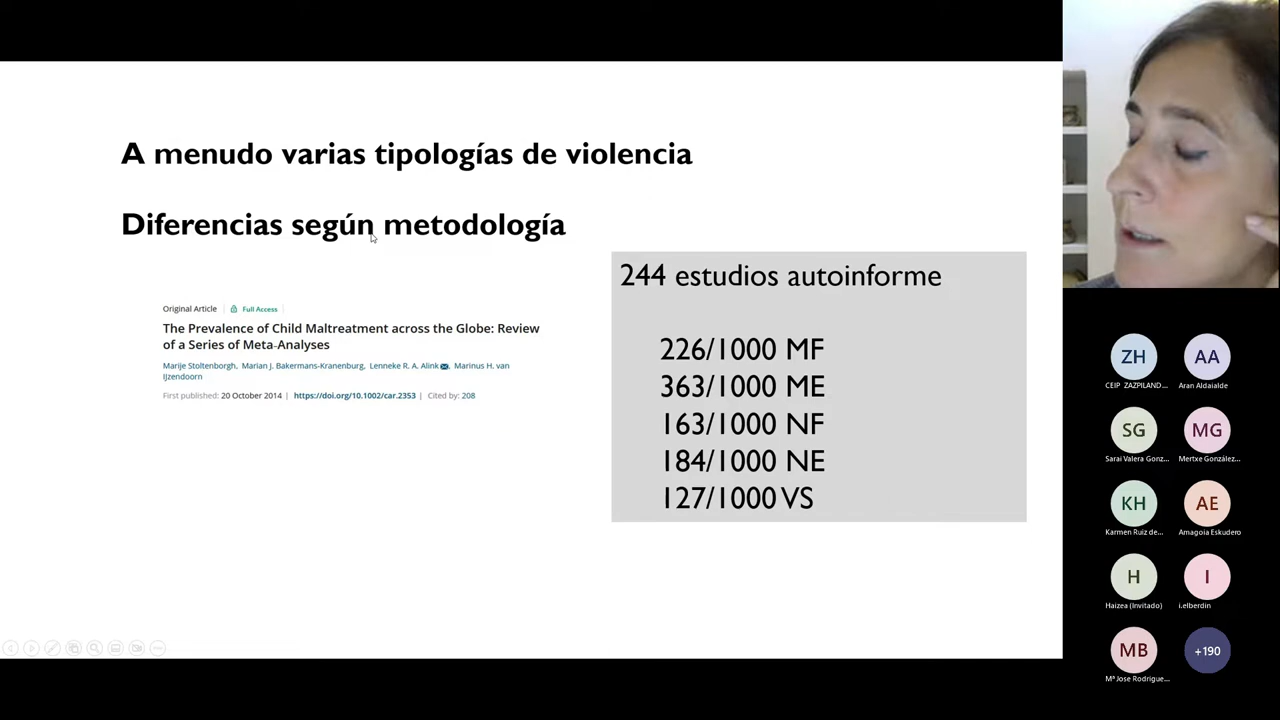 A menudo varias tipologías de violencia
Diferencias según metodología
Original Article
Full Access
The Prevalence of Child Maltreatment across the Globe: Review
of a Series of Meta-Analyses
Marije Stoltenborgh, Marian J. Bakermans-Kranenburg, Lenneke R, A. Alink, Marinus H. van
IJzendoorn
First published: 20 October 2014 | https://doi.org/10.1002/car.2353 | Cited by: 208
244 estudios autoinforme
226/1000 MF
363/1000 ME
163/1000 NF
184/1000 NE
127/1000 VS
ZH
AA
CEIP ZAZPILAND...
Aran Aldaialde
SG
MG
Sarai Valera Gonz...
Mertxe González...
KH
AE
Karmen Ruiz de...
Amagoia Eskudero
H
I
Haizea (Invitado)
i.elberdin
MB
+190
Mª Jose Rodrigue...